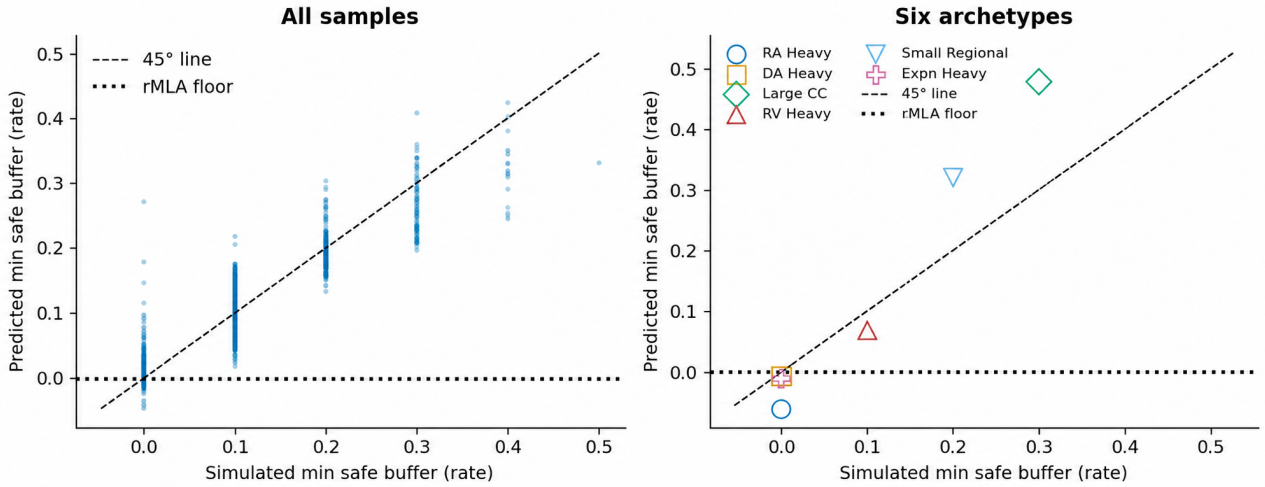 All samples
45° line
rMLA floor
Predicted min safe buffer (rate)
0.5
0.4
0.3
0.2
0.1
0.0
0.0 0.1 0.2 0.3 0.4 0.5
Simulated min safe buffer (rate)
Six archetypes
RA Heavy
DA Heavy
Large CC
RV Heavy
Small Regional
Expn Heavy
45° line
rMLA floor
Predicted min safe buffer (rate)
0.5
0.4
0.3
0.2
0.1
0.0
0.0 0.1 0.2 0.3 0.4 0.5
Simulated min safe buffer (rate)